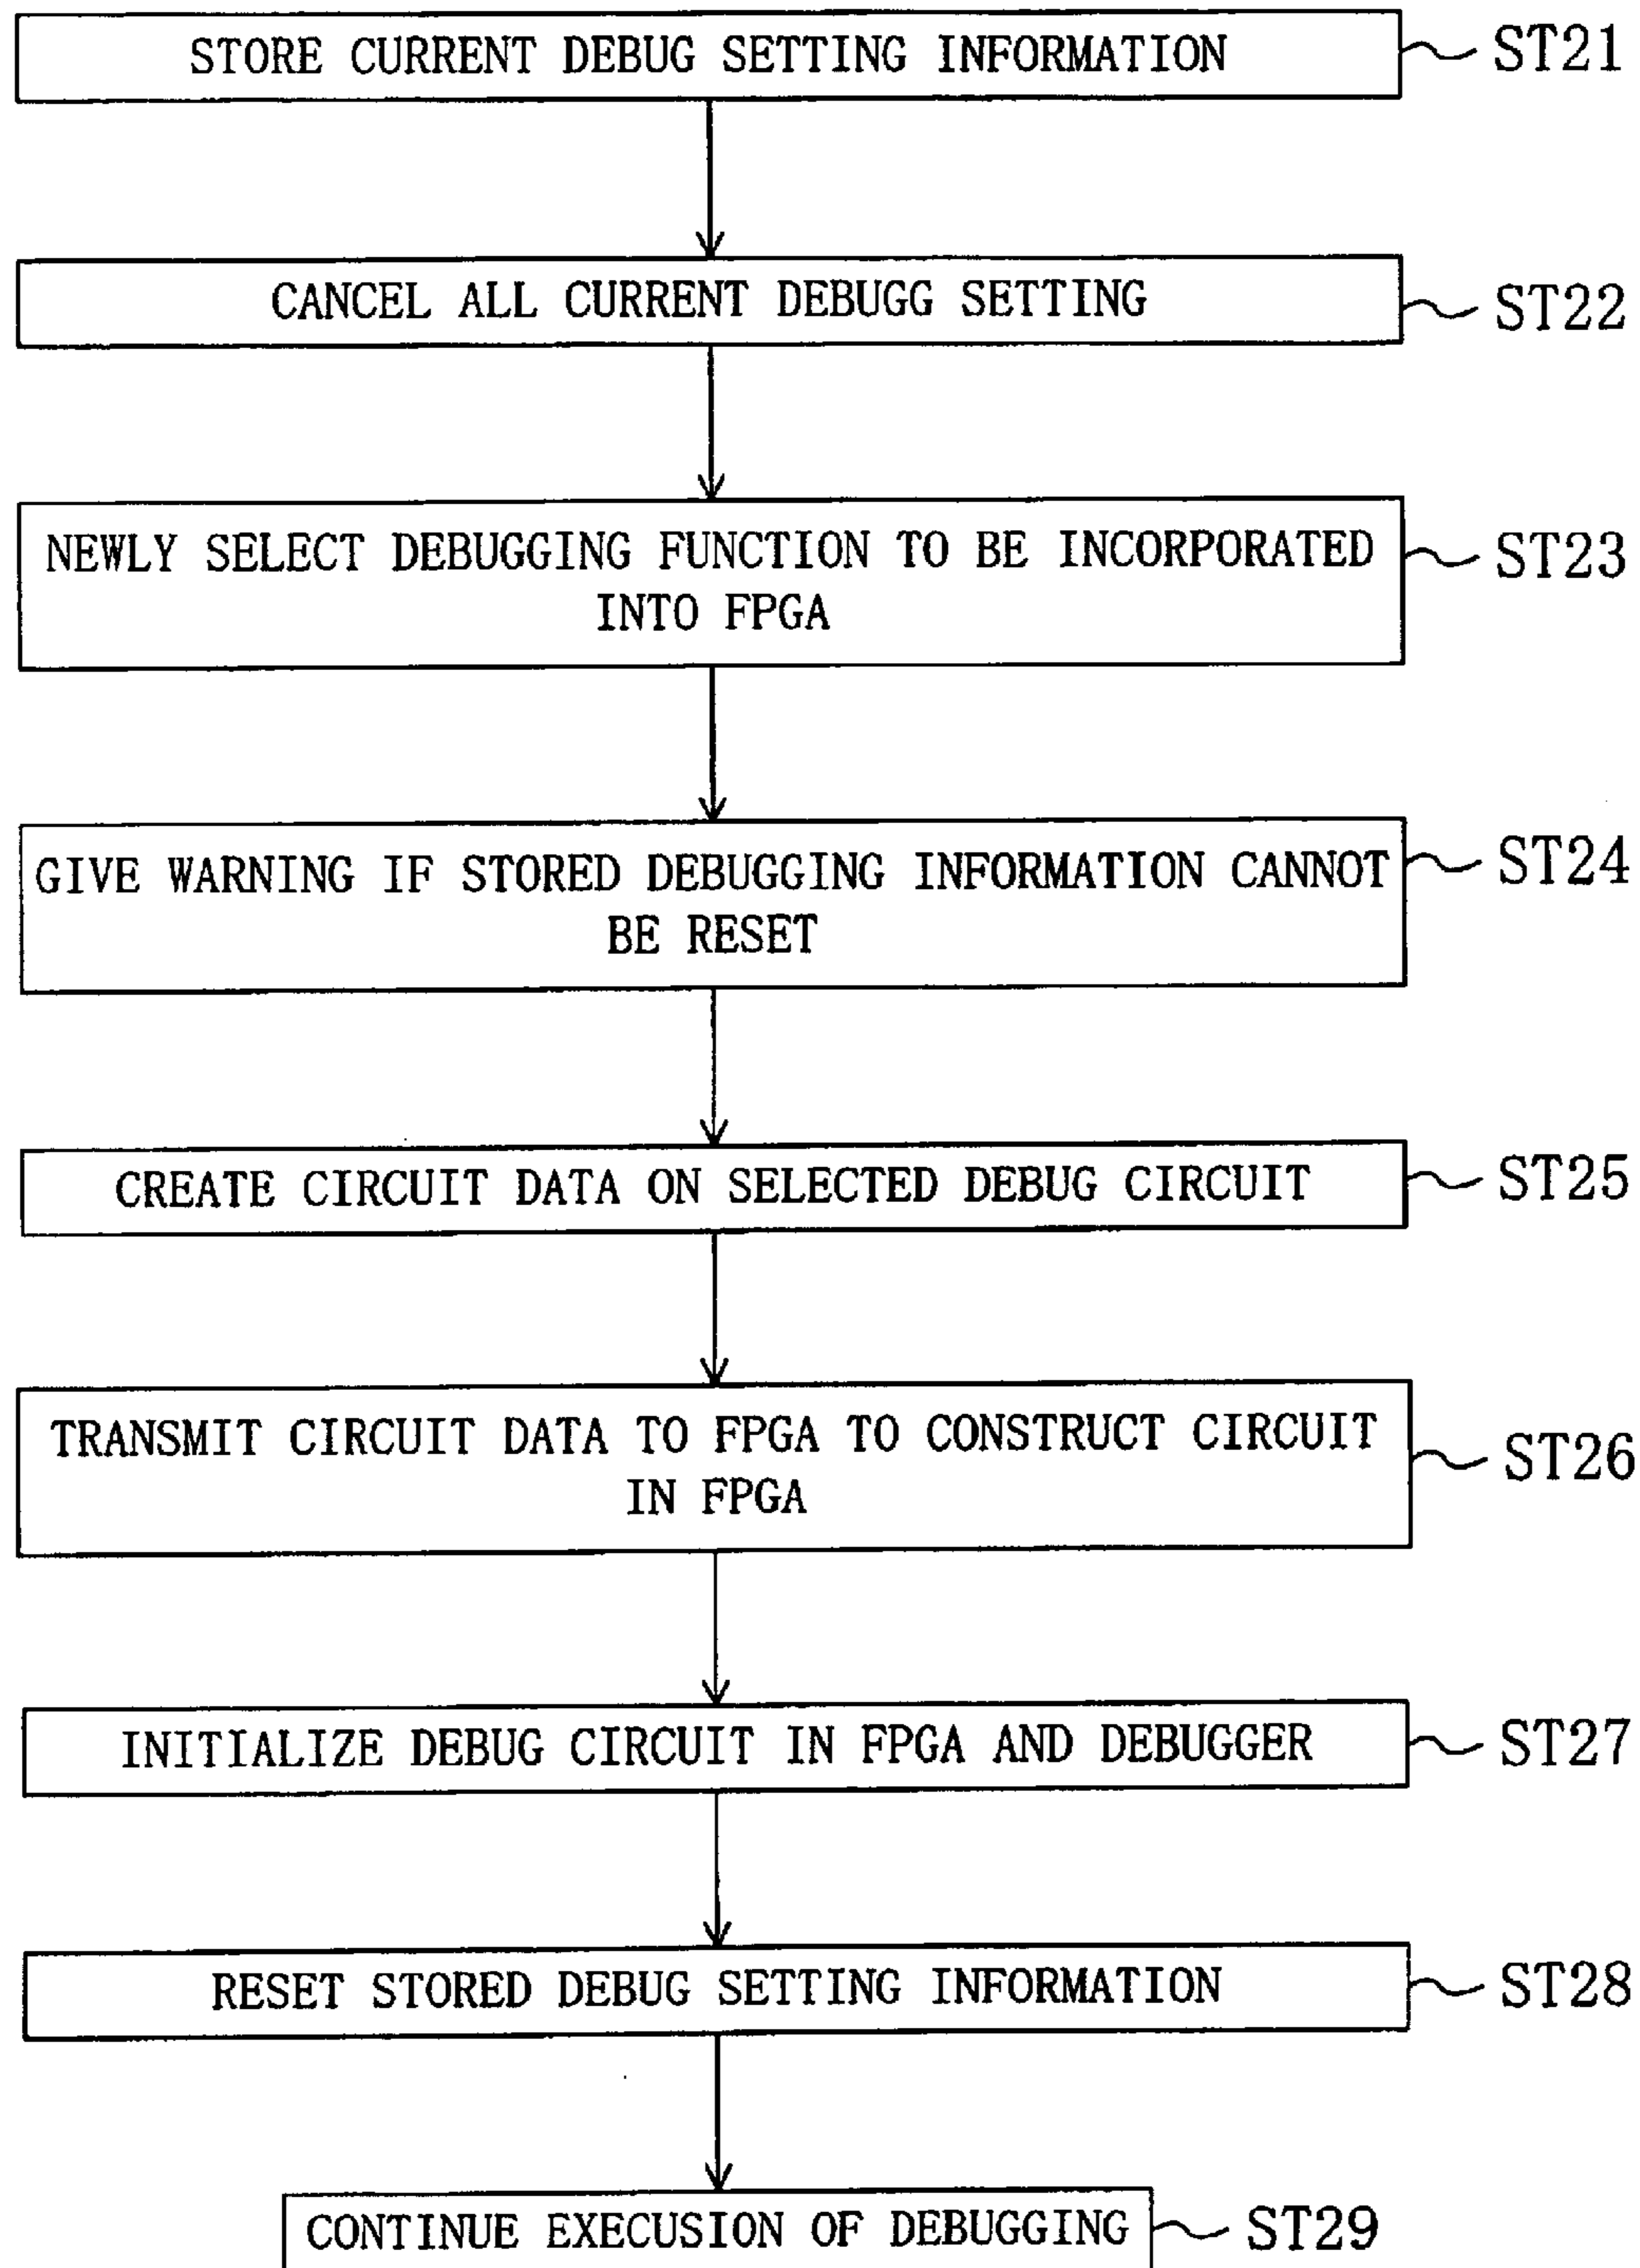 STORE CURRENT DEBUG SETTING INFORMATION
ST21
CANCEL ALL CURRENT DEBUGG SETTING
ST22
NEWLY SELECT DEBUGGING FUNCTION TO BE INCORPORATED
INTO FPGA
ST23
GIVE WARNING IF STORED DEBUGGING INFORMATION CANNOT
BE RESET
ST24
CREATE CIRCUIT DATA ON SELECTED DEBUG CIRCUIT
ST25
TRANSMIT CIRCUIT DATA TO FPGA TO CONSTRUCT CIRCUIT
IN FPGA
ST26
INITIALIZE DEBUG CIRCUIT IN FPGA AND DEBUGGER
ST27
RESET STORED DEBUG SETTING INFORMATION
ST28
CONTINUE EXECUSION OF DEBUGGING
ST29